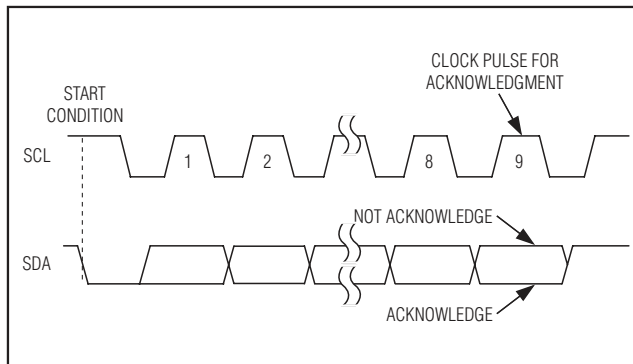 CLOCK PULSE FOR
ACKNOWLEDGMENT
START
CONDITION
SCL
1
2
8
9
NOT ACKNOWLEDGE
SDA
ACKNOWLEDGE